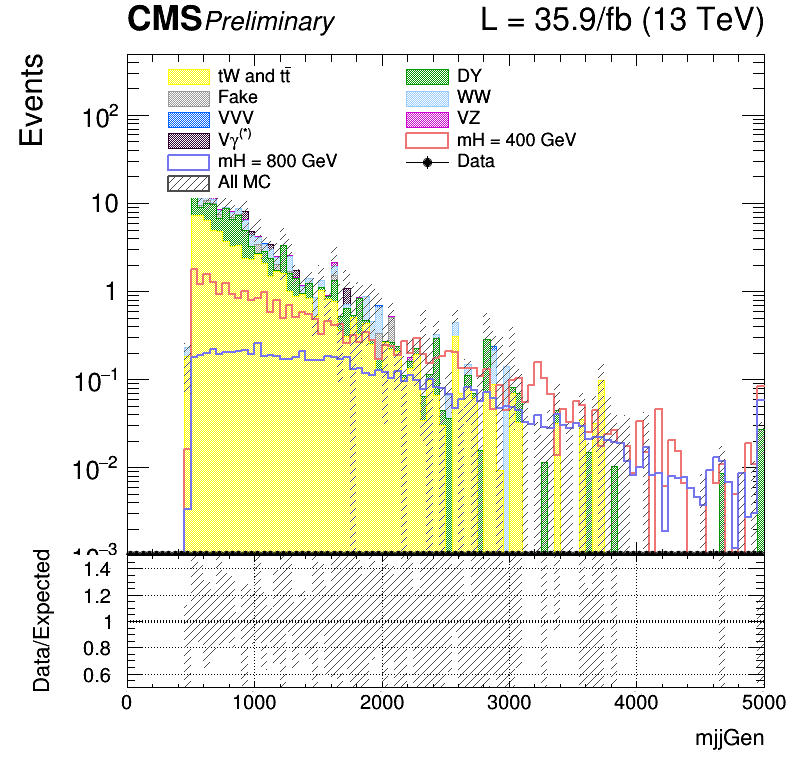 CMS Preliminary L = 35.9/fb (13 TeV)
Events
tW and tt̄ DY
Fake WW
VVV VZ
Vγ(*) mH = 400 GeV
mH = 800 GeV Data
All MC
10²
10
1
10⁻¹
10⁻²
10⁻³
Data/Expected
1.4
1.2
1
0.8
0.6
0 1000 2000 3000 4000 5000
mjjGen